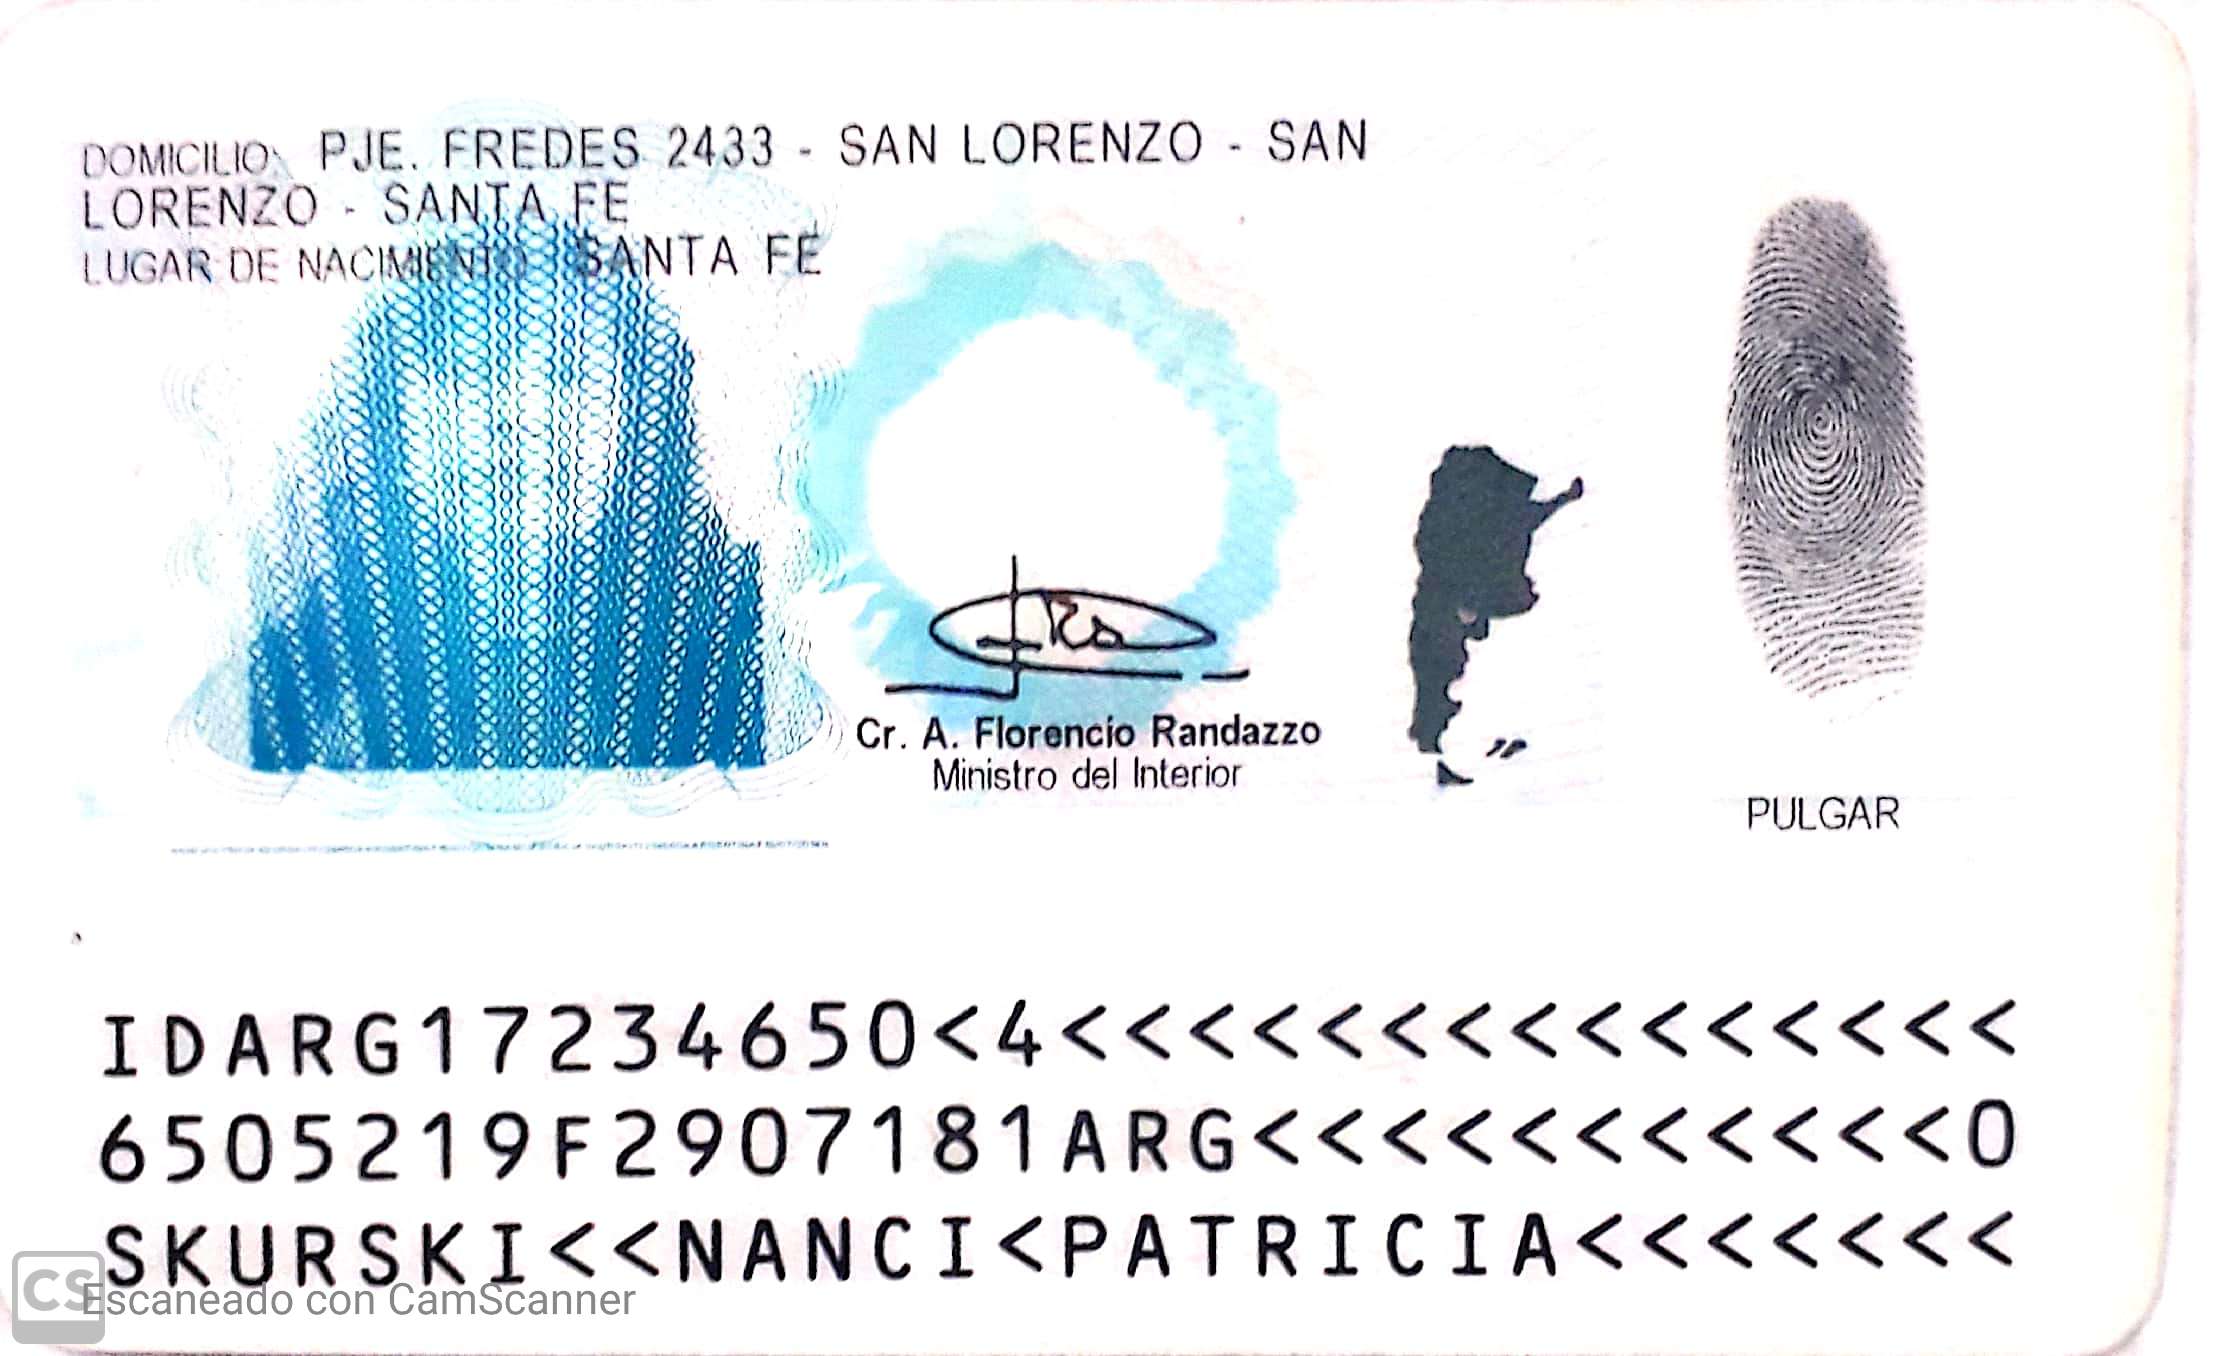 DOMICILIO: PJE. FREDES 2433 - SAN LORENZO - SAN
LORENZO - SANTA FE
LUGAR DE NACIMIENTO SANTA FE
Cr. A. Florencio Randazzo
Ministro del Interior
PULGAR
IDARG17234650<4<<<<<<<<<<<<<<<
6505219F2907181ARG<<<<<<<<<<<0
SKURSKI<<NANCI<PATRICIA<<<<<<<
CS Escaneado con CamScanner